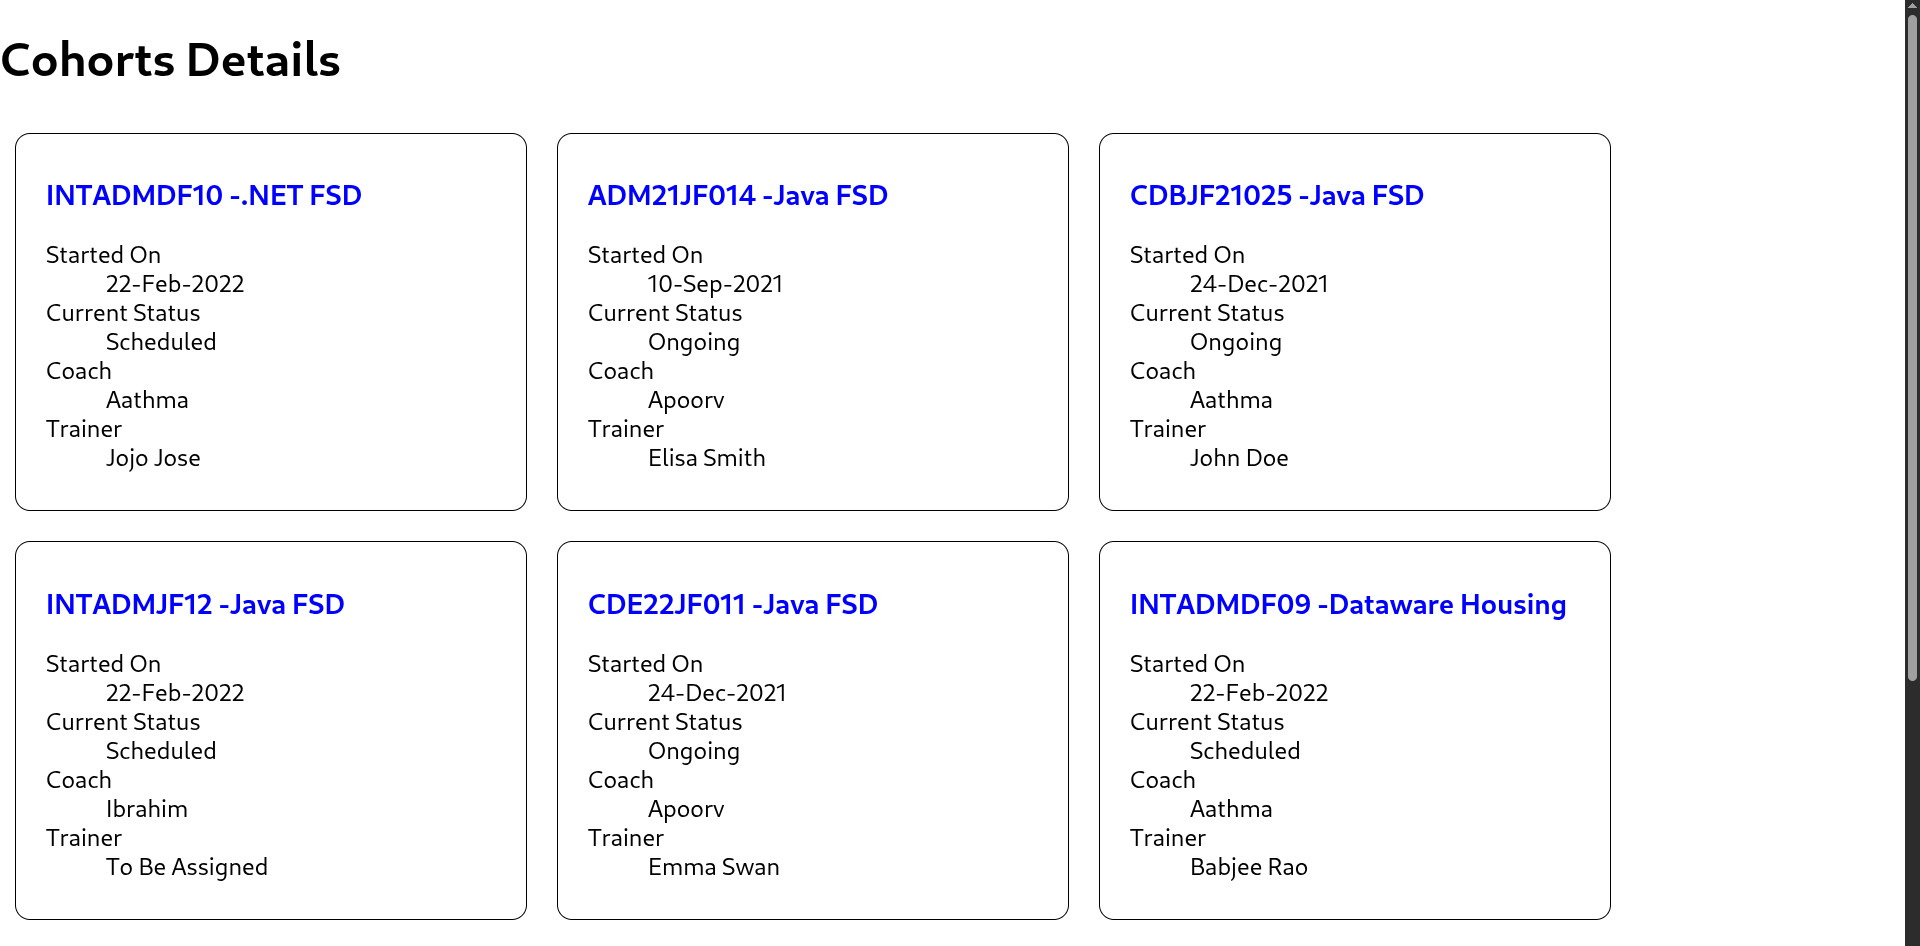 Cohorts Details
INTADMDF10 -.NET FSD
Started On
22-Feb-2022
Current Status
Scheduled
Coach
Aathma
Trainer
Jojo Jose
ADM21JF014 -Java FSD
Started On
10-Sep-2021
Current Status
Ongoing
Coach
Apoorv
Trainer
Elisa Smith
CDBJF21025 -Java FSD
Started On
24-Dec-2021
Current Status
Ongoing
Coach
Aathma
Trainer
John Doe
INTADMJF12 -Java FSD
Started On
22-Feb-2022
Current Status
Scheduled
Coach
Ibrahim
Trainer
To Be Assigned
CDE22JF011 -Java FSD
Started On
24-Dec-2021
Current Status
Ongoing
Coach
Apoorv
Trainer
Emma Swan
INTADMDF09 -Dataware Housing
Started On
22-Feb-2022
Current Status
Scheduled
Coach
Aathma
Trainer
Babjee Rao